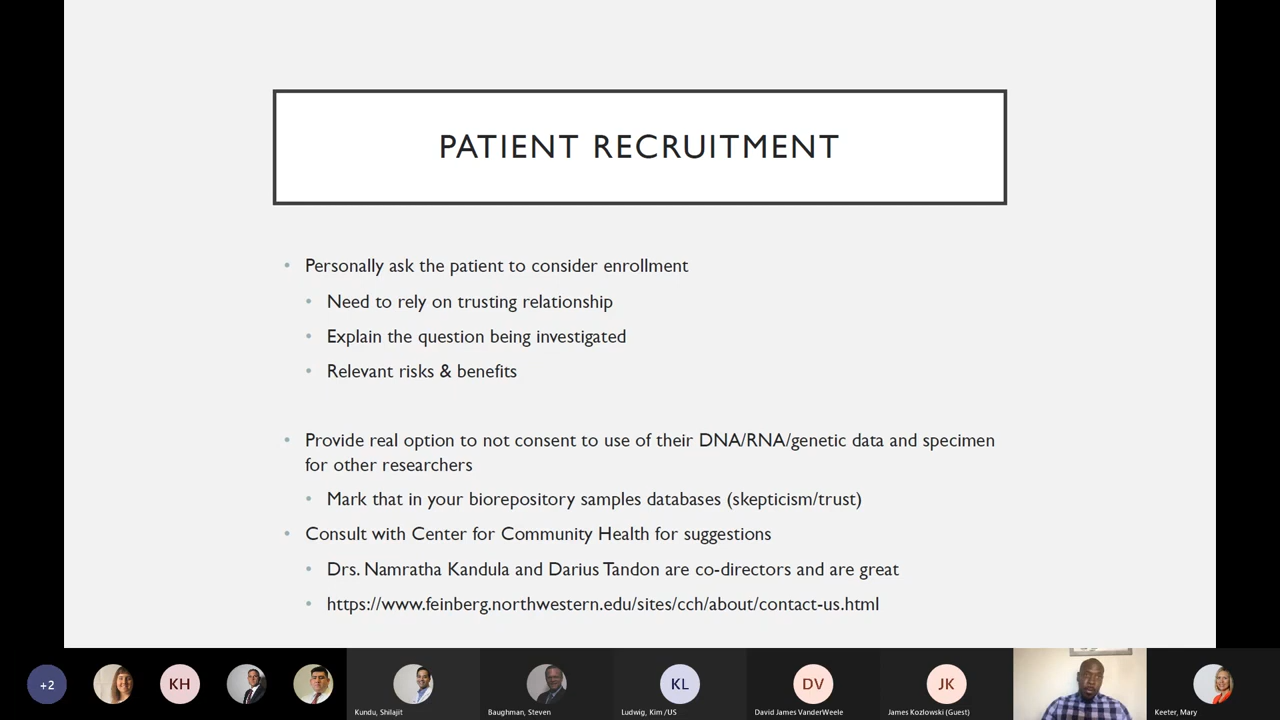 PATIENT RECRUITMENT
• Personally ask the patient to consider enrollment
• Need to rely on trusting relationship
• Explain the question being investigated
• Relevant risks & benefits
• Provide real option to not consent to use of their DNA/RNA/genetic data and specimen
for other researchers
• Mark that in your biorepository samples databases (skepticism/trust)
• Consult with Center for Community Health for suggestions
• Drs. Namratha Kandula and Darius Tandon are co-directors and are great
• https://www.feinberg.northwestern.edu/sites/cch/about/contact-us.html
+2
KH
KL
DV
JK
Kundu, Shilajit
Baughman, Steven
Ludwig, Kim /US
David James VanderWeele
James Kozlowski (Guest)
Keeter, Mary